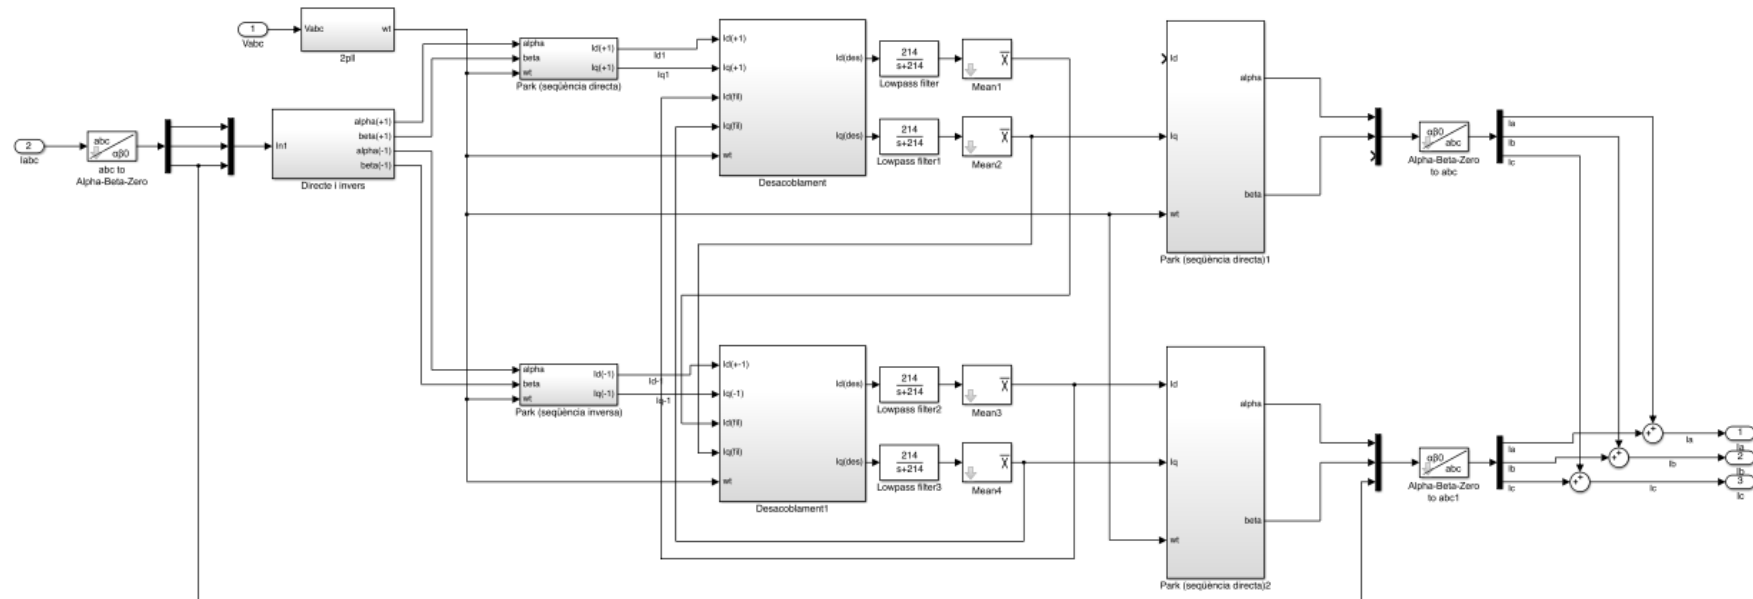 1
Vabc
Vabc
wt
2pll
2
Iabc
abc
αβ0
abc to
Alpha-Beta-Zero
In1
alpha(+1)
beta(+1)
alpha(-1)
beta(-1)
Directe i invers
alpha
beta
wt
Id(+1)
Iq(+1)
Park (seqüència directa)
Id1
Iq1
Id(+1)
Iq(+1)
Id(fil)
Iq(fil)
wt
Id(des)
Iq(des)
Desacoblament
214
s+214
Lowpass filter
X
Mean1
214
s+214
Lowpass filter1
X
Mean2
Id
Iq
wt
alpha
beta
Park (seqüència directa)1
αβ0
abc
Alpha-Beta-Zero
to abc
Ia
Ib
Ic
alpha
beta
wt
Id(-1)
Iq(-1)
Park (seqüència inversa)
Id-1
Iq-1
Id(+-1)
Iq(-1)
Id(fil)
Iq(fil)
wt
Id(des)
Iq(des)
Desacoblament1
214
s+214
Lowpass filter2
X
Mean3
214
s+214
Lowpass filter3
X
Mean4
Id
Iq
wt
alpha
beta
Park (seqüència directa)2
αβ0
abc
Alpha-Beta-Zero
to abc1
Ia
Ib
Ic
+
+
+
+
+
+
Ia
Ib
Ic
1
Ia
2
Ib
3
Ic